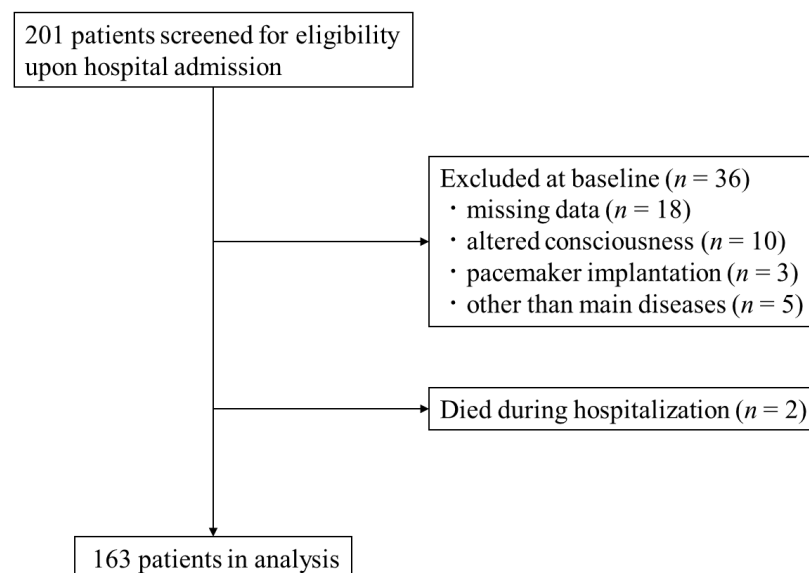 201 patients screened for eligibility
upon hospital admission
Excluded at baseline (n = 36)
・missing data (n = 18)
・altered consciousness (n = 10)
・pacemaker implantation (n = 3)
・other than main diseases (n = 5)
Died during hospitalization (n = 2)
163 patients in analysis